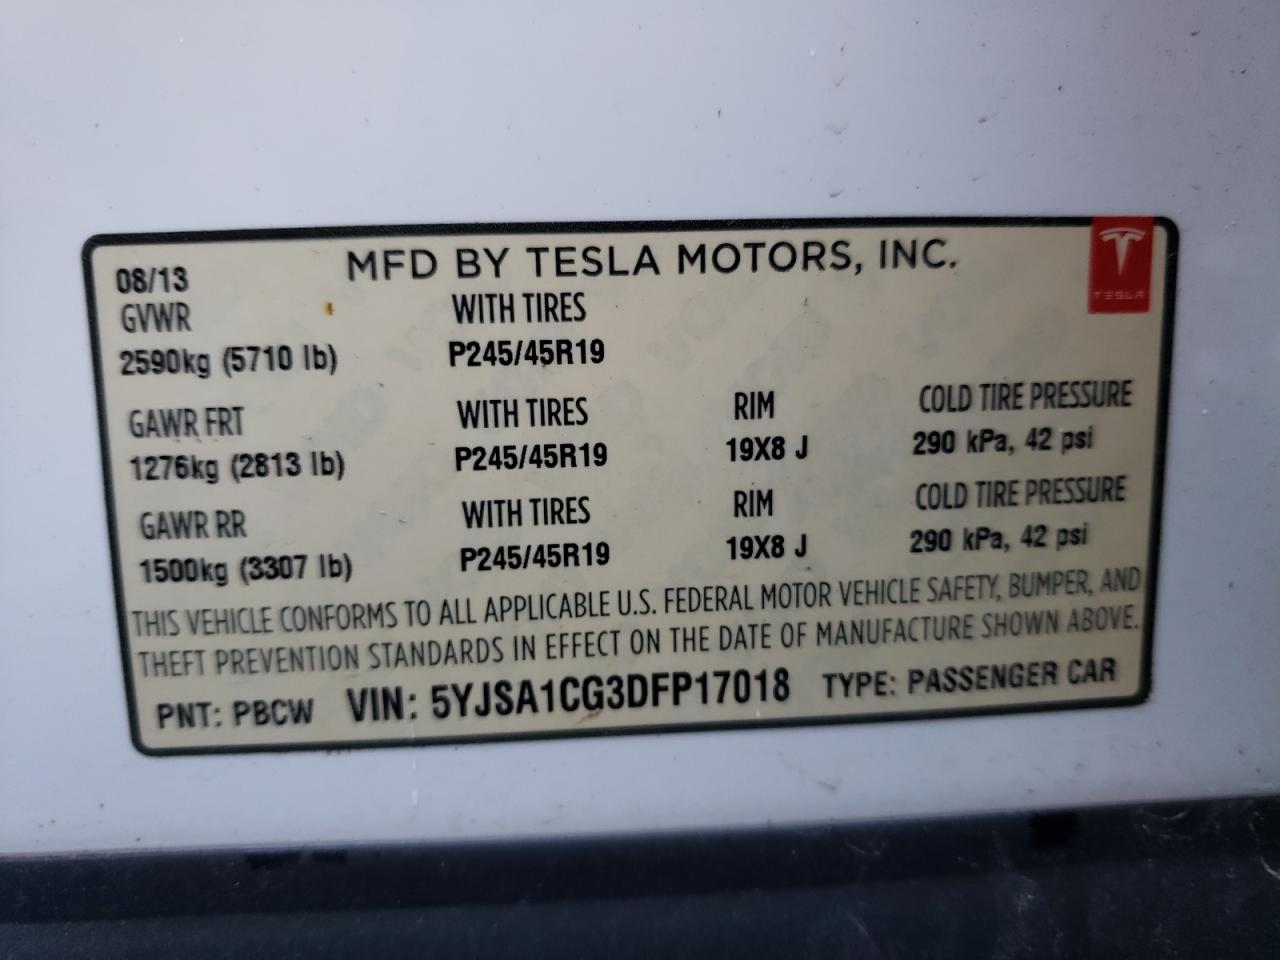 MFD BY TESLA MOTORS, INC.
TESLA
08/13
GVWR WITH TIRES
2590kg (5710 lb) P245/45R19
GAWR FRT WITH TIRES RIM COLD TIRE PRESSURE
1276kg (2813 lb) P245/45R19 19X8 J 290 kPa, 42 psi
GAWR RR WITH TIRES RIM COLD TIRE PRESSURE
1500kg (3307 lb) P245/45R19 19X8 J 290 kPa, 42 psi
THIS VEHICLE CONFORMS TO ALL APPLICABLE U.S. FEDERAL MOTOR VEHICLE SAFETY, BUMPER, AND
THEFT PREVENTION STANDARDS IN EFFECT ON THE DATE OF MANUFACTURE SHOWN ABOVE.
PNT: PBCW VIN: 5YJSA1CG3DFP17018 TYPE: PASSENGER CAR